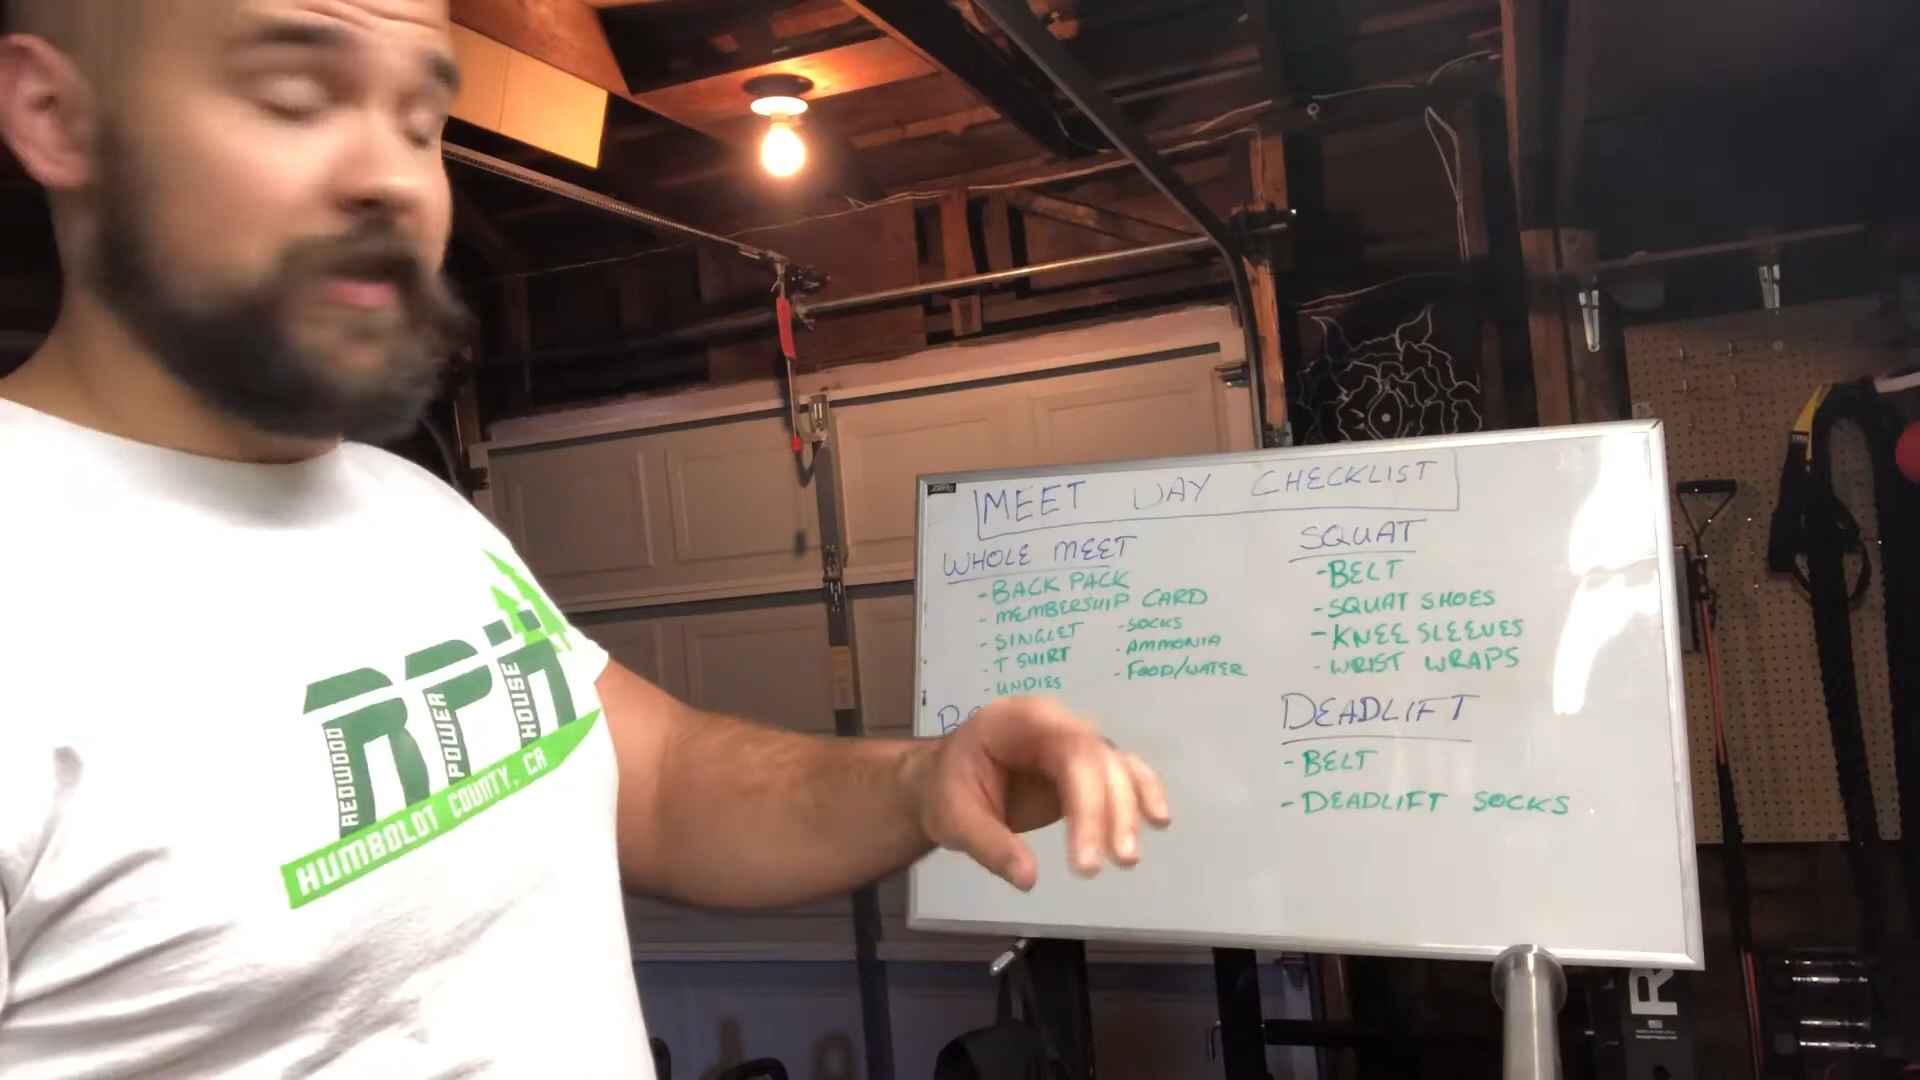 MEET DAY CHECKLIST
WHOLE MEET
- BACK PACK
- MEMBERSHIP CARD
- SINGLET
- T SHIRT
- UNDIES
- SOCKS
- AMMONIA
- FOOD/WATER
SQUAT
- BELT
- SQUAT SHOES
- KNEE SLEEVES
- WRIST WRAPS
DEADLIFT
- BELT
- DEADLIFT SOCKS
RPH
REDWOOD
POWER
HOUSE
HUMBOLDT COUNTY, CA
R